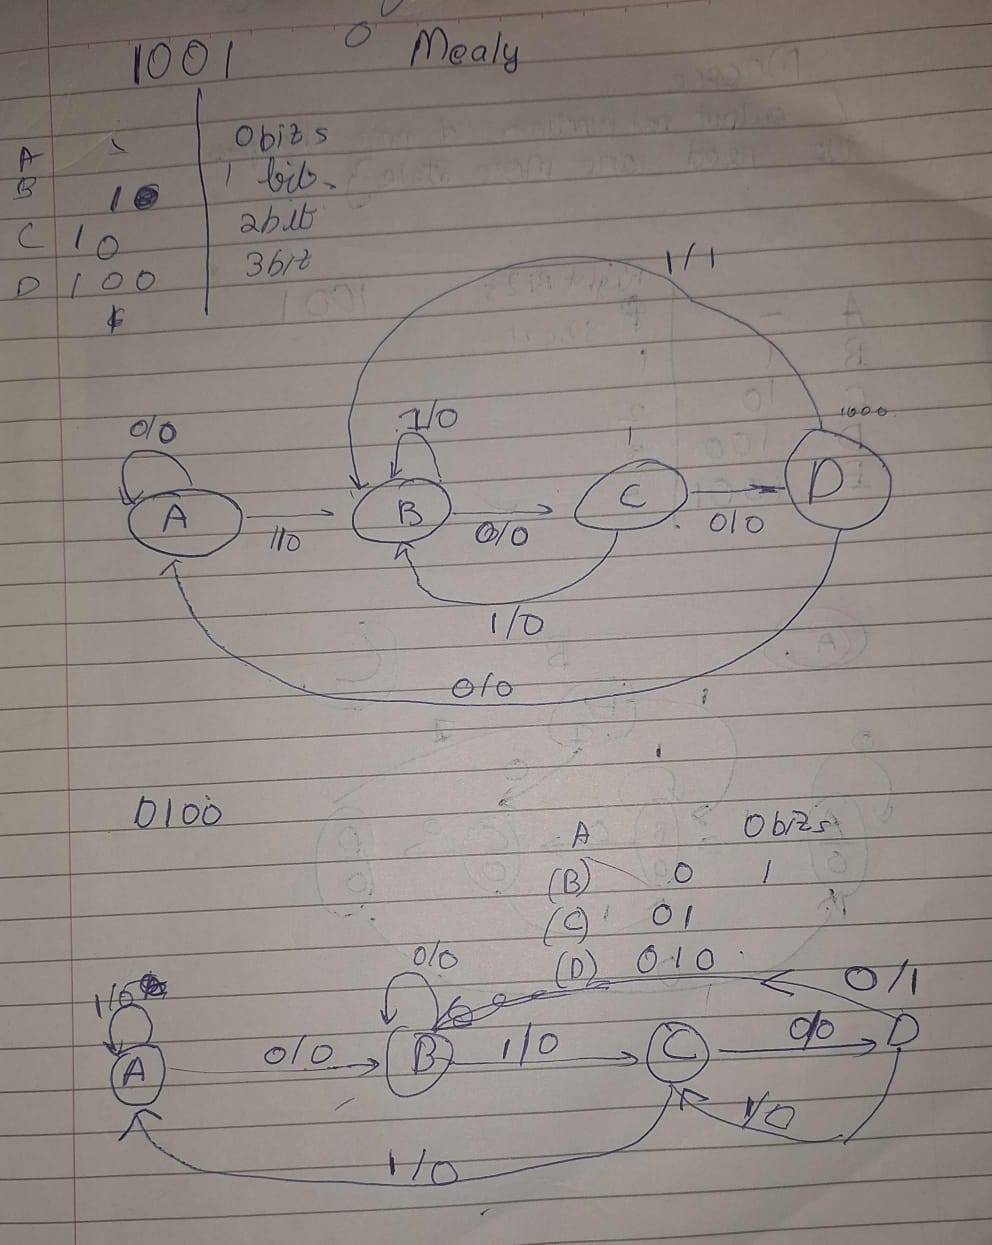 1001 Mealy
A - 0bits
B 1 1 bit.
C 10 2bit
D 100 3bit
1/1
1000
0/0 1/0
A B C D
1/0 0/0 0/0
1/0
0/0
0100
A 0bits
(B) 0 1
(C) 01
(D) 010
0/0 0/1
1/0
0/0 1/0 0/0
A B C D
1/0
1/0